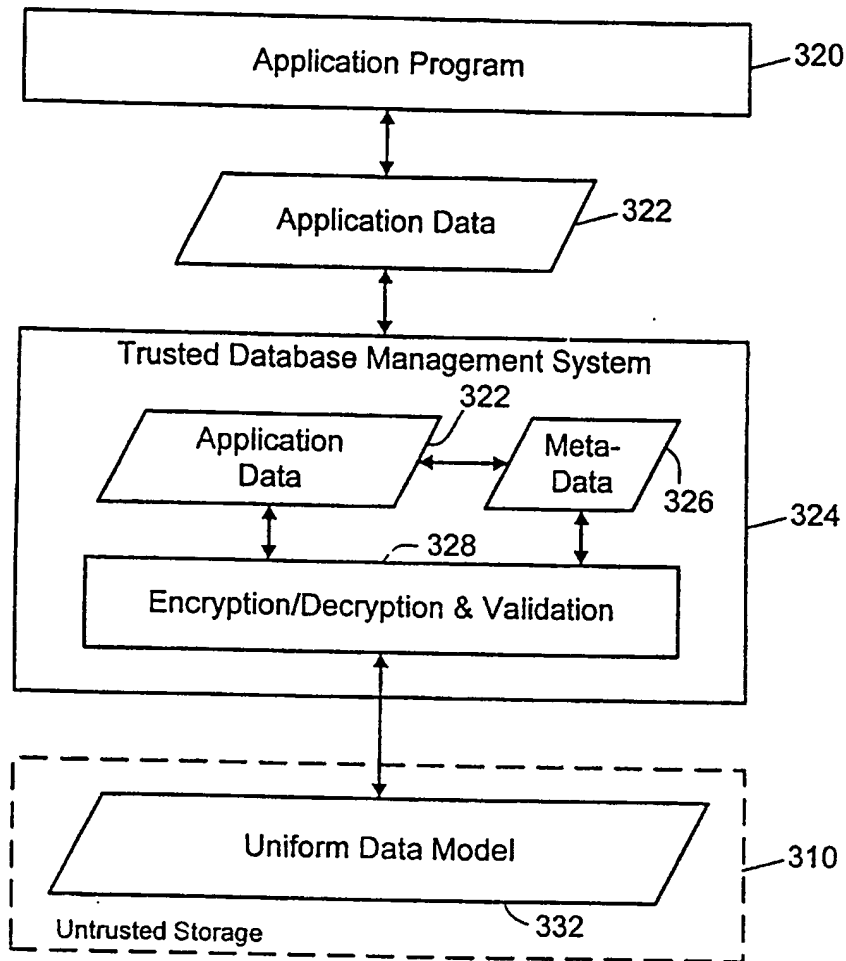 Application Program
320
Application Data
322
Trusted Database Management System
322
Application
Data
Meta-
Data
326
324
328
Encryption/Decryption & Validation
Uniform Data Model
310
332
Untrusted Storage